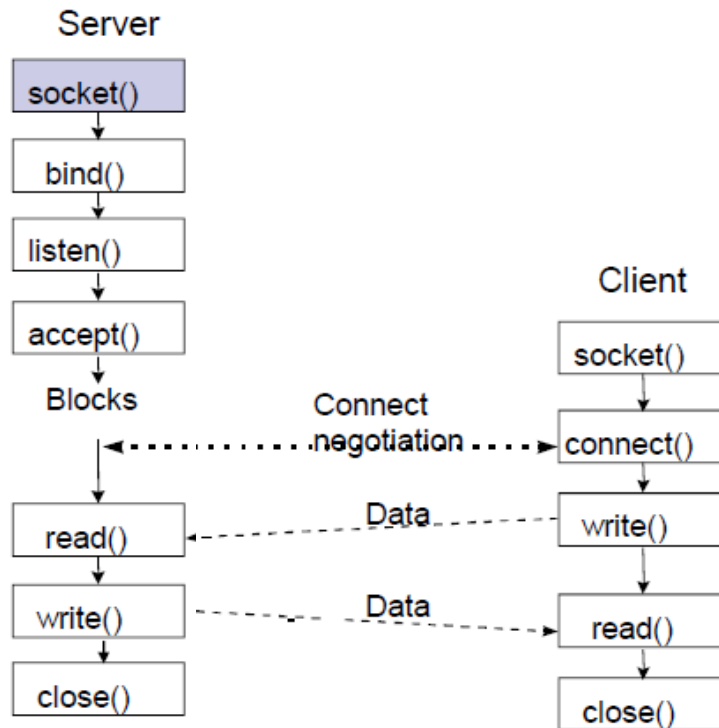 Server
socket()
bind()
listen()
accept()
Blocks
Client
socket()
Connect
negotiation
connect()
Data
write()
read()
Data
write()
read()
close()
close()